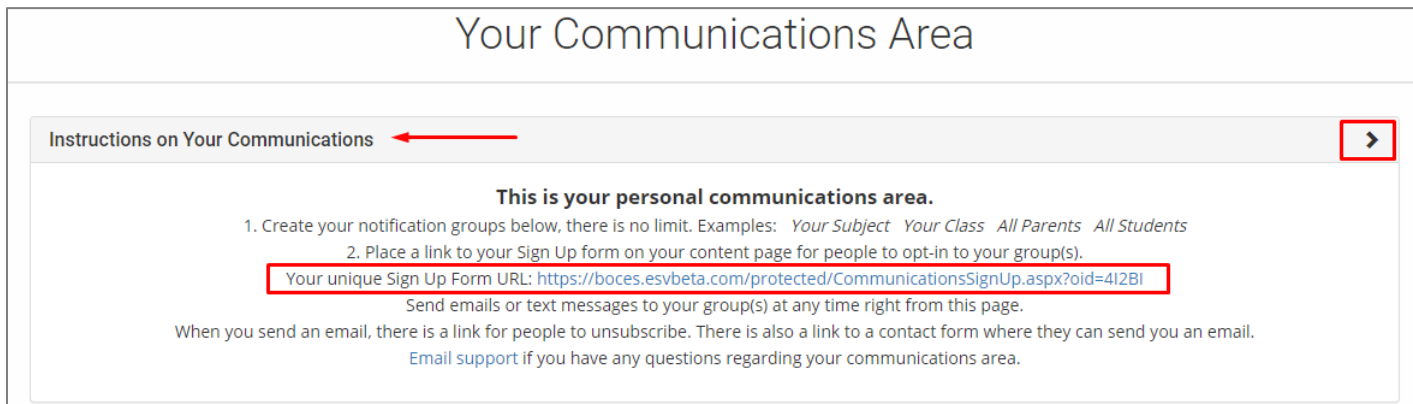 Your Communications Area
Instructions on Your Communications
This is your personal communications area.
1. Create your notification groups below, there is no limit. Examples: Your Subject Your Class All Parents All Students
2. Place a link to your Sign Up form on your content page for people to opt-in to your group(s).
Your unique Sign Up Form URL: https://boces.esvbeta.com/protected/CommunicationsSignUp.aspx?oid=4I2BI
Send emails or text messages to your group(s) at any time right from this page.
When you send an email, there is a link for people to unsubscribe. There is also a link to a contact form where they can send you an email.
Email support if you have any questions regarding your communications area.